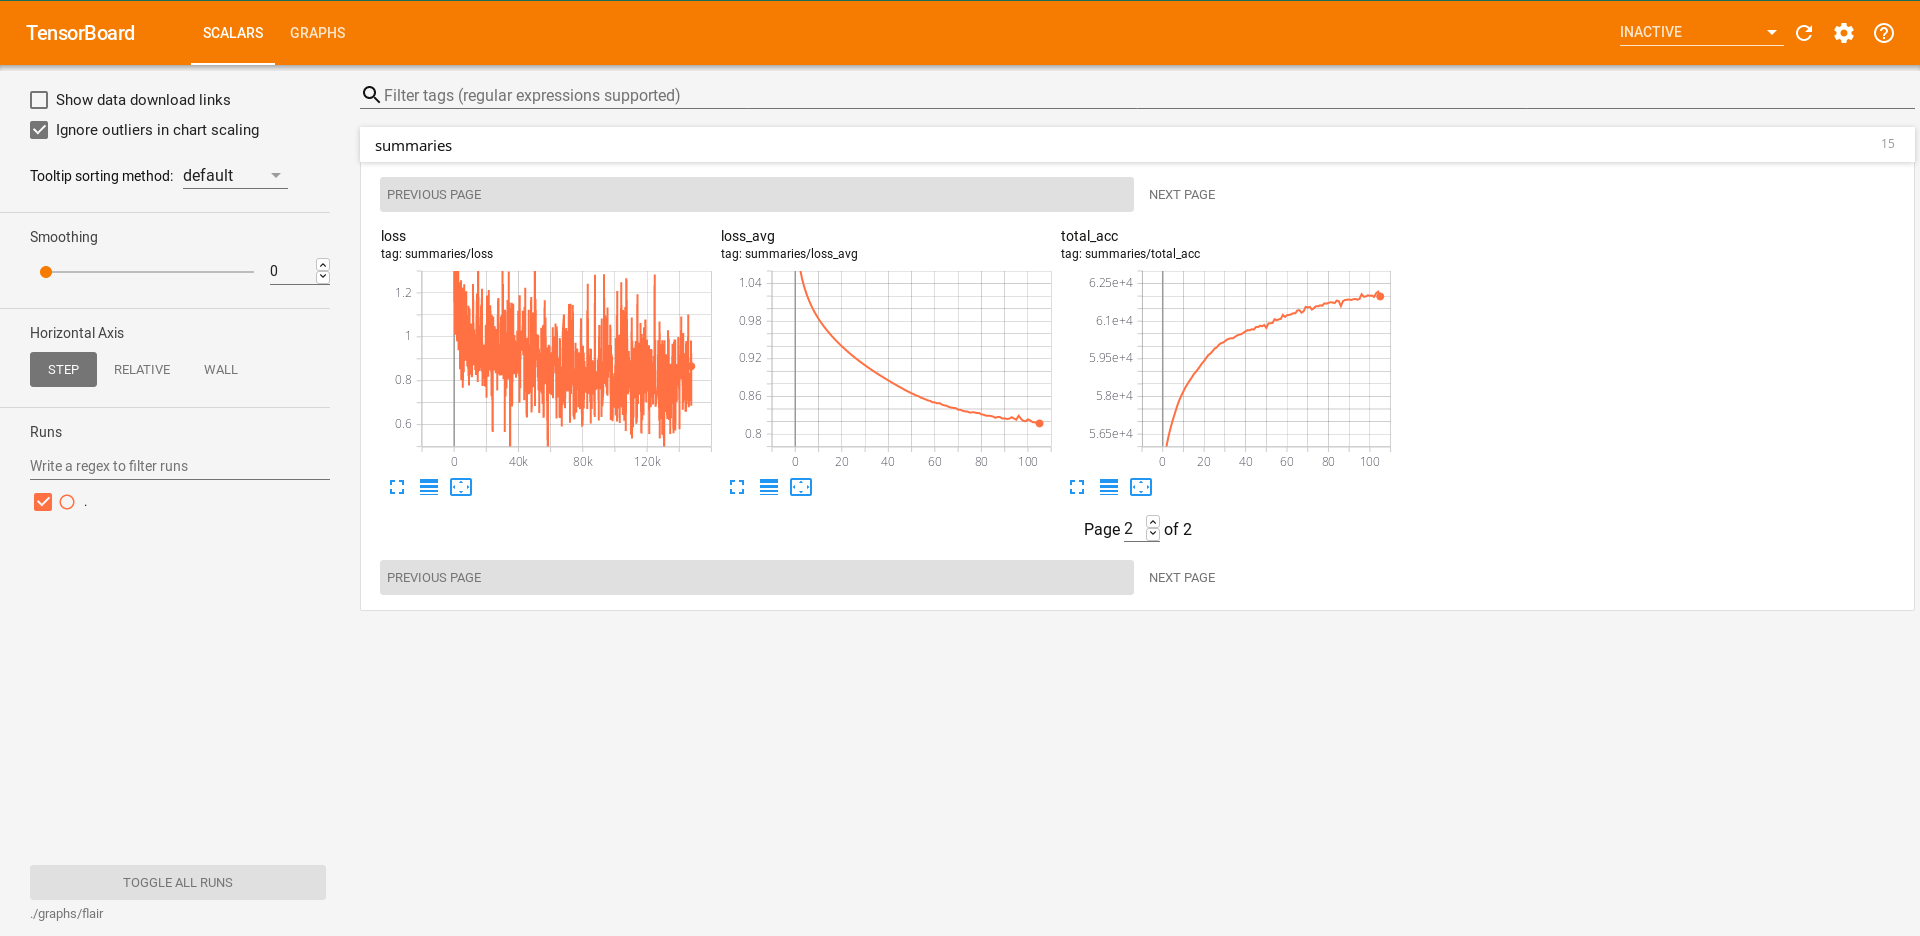 TensorBoard SCALARS GRAPHS INACTIVE
Show data download links
Ignore outliers in chart scaling
Tooltip sorting method: default
Smoothing
0
Horizontal Axis
STEP RELATIVE WALL
Runs
Write a regex to filter runs
.
TOGGLE ALL RUNS
./graphs/flair
Filter tags (regular expressions supported)
summaries 15
PREVIOUS PAGE NEXT PAGE
loss
tag: summaries/loss
1.2
1
0.8
0.6
0 40k 80k 120k
loss_avg
tag: summaries/loss_avg
1.04
0.98
0.92
0.86
0.8
0 20 40 60 80 100
total_acc
tag: summaries/total_acc
6.25e+4
6.1e+4
5.95e+4
5.8e+4
5.65e+4
0 20 40 60 80 100
Page 2 of 2
PREVIOUS PAGE NEXT PAGE